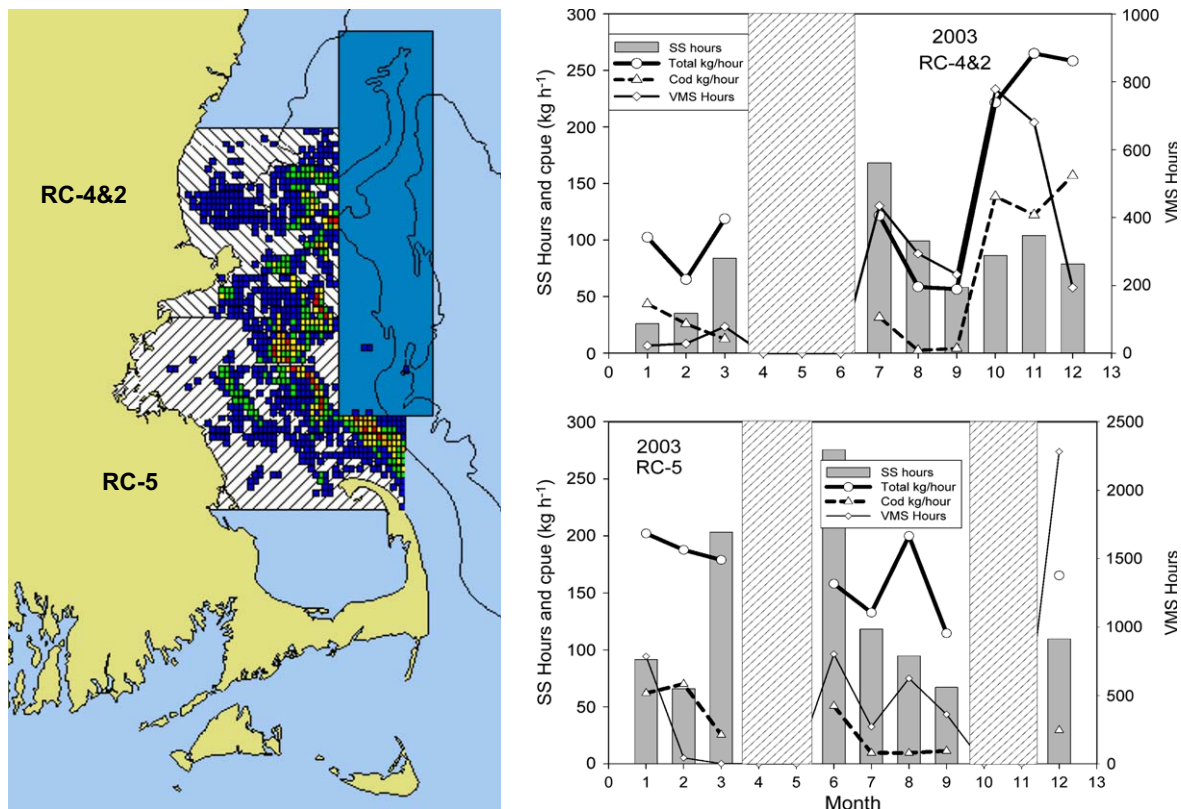 RC-4&2
RC-5
300
250
200
150
100
50
0
SS Hours and cpue (kg h-1)
SS hours
Total kg/hour
Cod kg/hour
VMS Hours
2003
RC-4&2
1000
800
600
400
200
0
VMS Hours
0 1 2 3 4 5 6 7 8 9 10 11 12 13
300
250
200
150
100
50
0
SS Hours and cpue (kg h-1)
2003
RC-5
SS hours
Total kg/hour
Cod kg/hour
VMS Hours
2500
2000
1500
1000
500
0
VMS Hours
0 1 2 3 4 5 6 7 8 9 10 11 12 13
Month